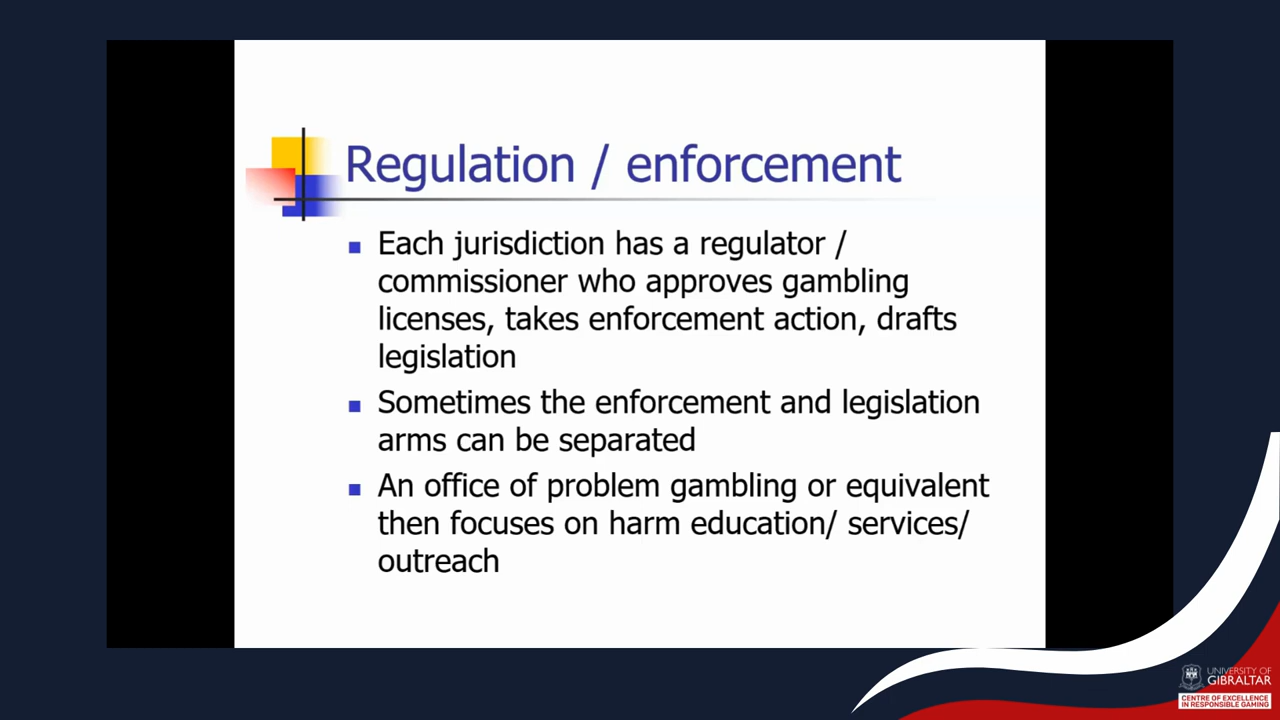 Regulation / enforcement
Each jurisdiction has a regulator /
commissioner who approves gambling
licenses, takes enforcement action, drafts
legislation
Sometimes the enforcement and legislation
arms can be separated
An office of problem gambling or equivalent
then focuses on harm education/ services/
outreach
UNIVERSITY OF
GIBRALTAR
CENTRE OF EXCELLENCE
IN RESPONSIBLE GAMING